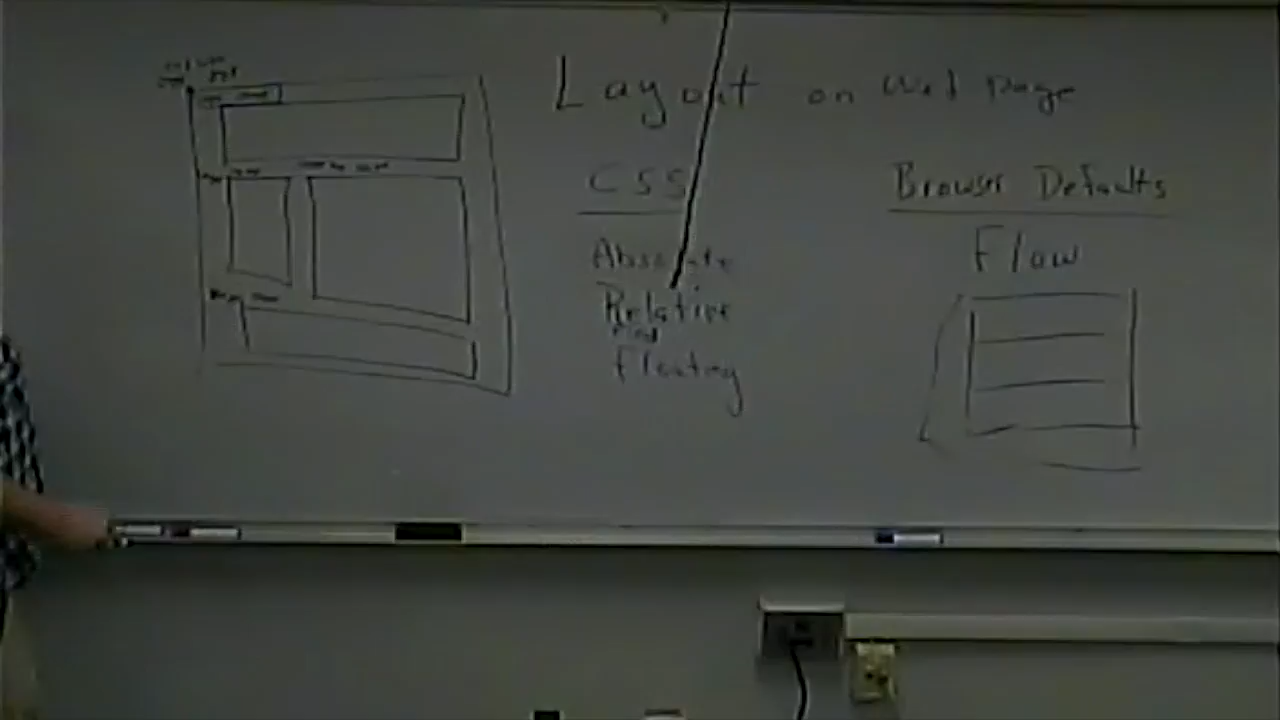 Layout on Web Page
CSS
Browser Defaults
Absolute
Flow
Relative
Floating